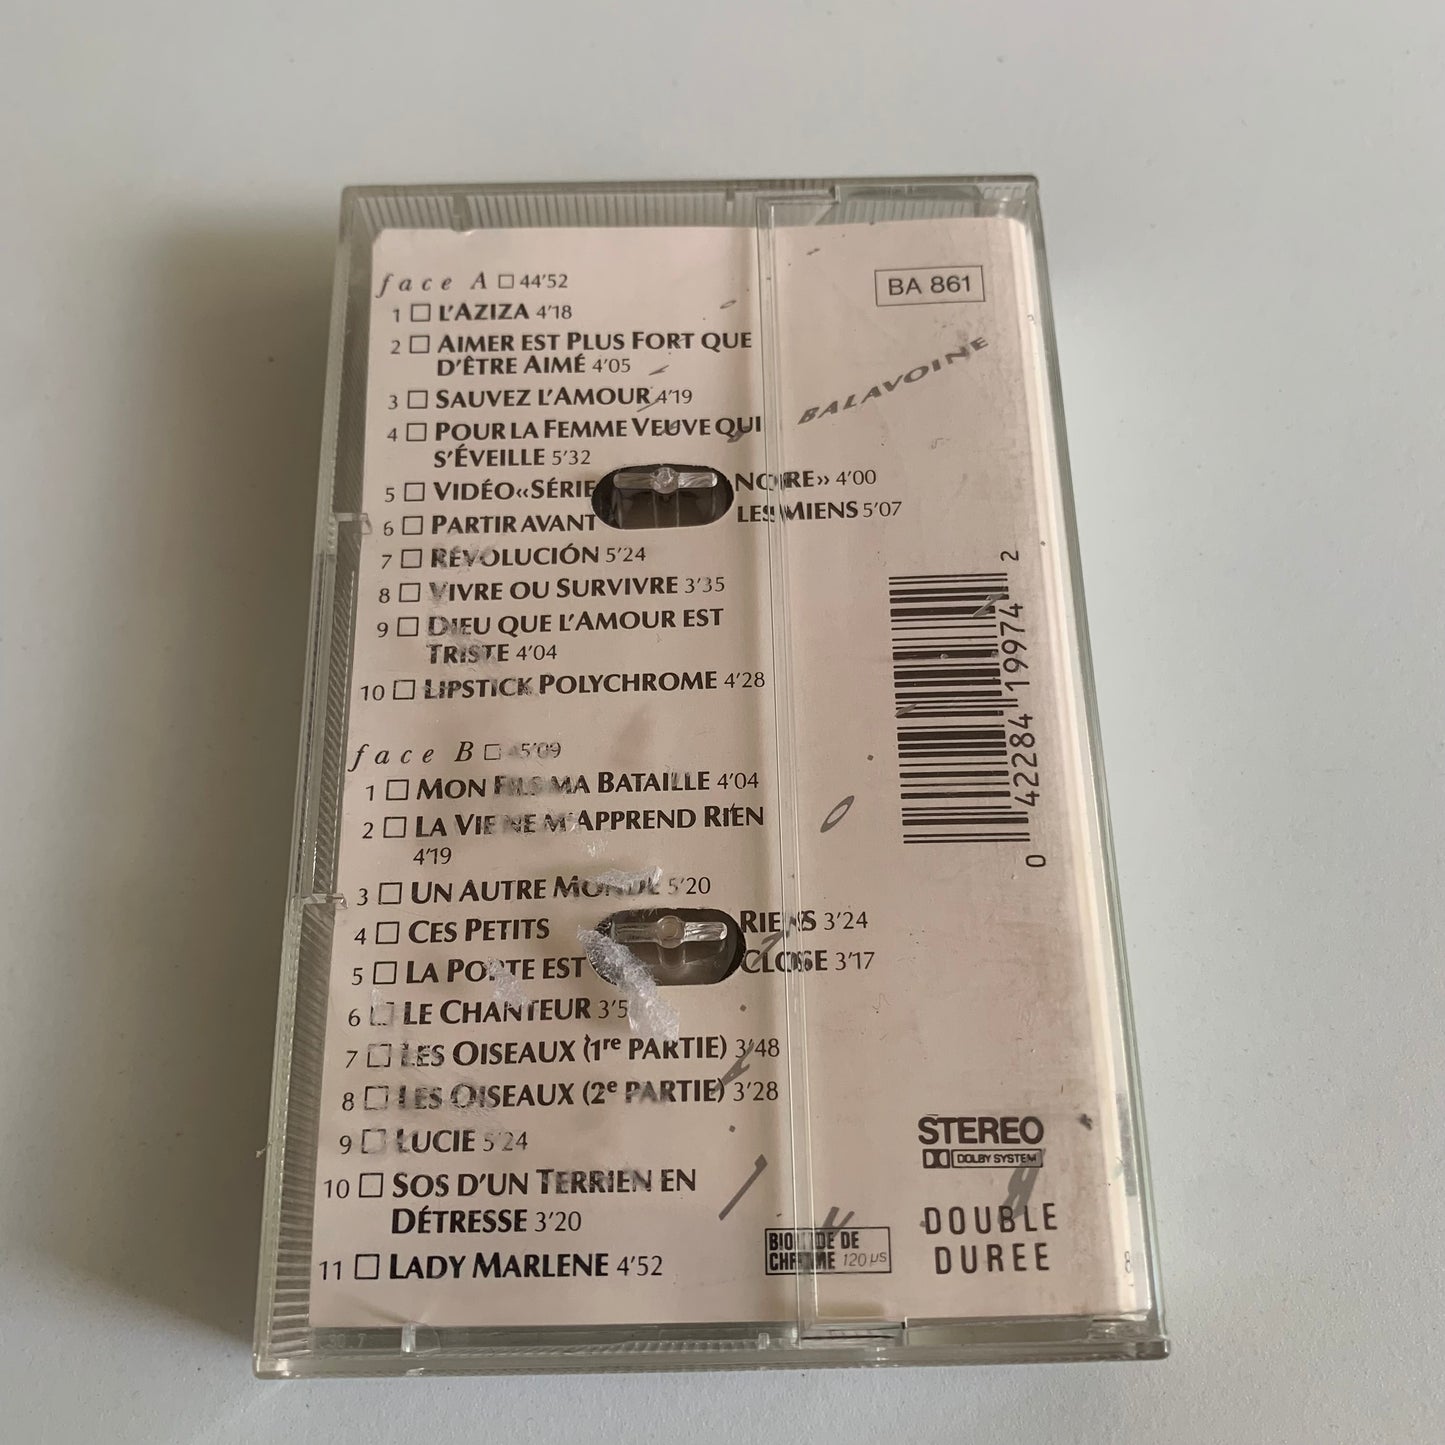 face A □ 44'52
1 □ L'AZIZA 4'18
2 □ AIMER EST PLUS FORT QUE
D'ÊTRE AIMÉ 4'05
3 □ SAUVEZ L'AMOUR 4'19
4 □ POUR LA FEMME VEUVE QUI
S'ÉVEILLE 5'32
5 □ VIDÉO «SÉRIE NOIRE» 4'00
6 □ PARTIR AVANT LES MIENS 5'07
7 □ RÉVOLUCIÓN 5'24
8 □ VIVRE OU SURVIVRE 3'35
9 □ DIEU QUE L'AMOUR EST
TRISTE 4'04
10 □ LIPSTICK POLYCHROME 4'28
face B □ 45'09
1 □ MON FILS MA BATAILLE 4'04
2 □ LA VIE NE M'APPREND RIEN
4'19
3 □ UN AUTRE MONDE 5'20
4 □ CES PETITS RIENS 3'24
5 □ LA PORTE EST CLOSE 3'17
6 □ LE CHANTEUR
7 □ LES OISEAUX (1re PARTIE) 3'48
8 □ LES OISEAUX (2e PARTIE) 3'28
9 □ LUCIE 5'24
10 □ SOS D'UN TERRIEN EN
DÉTRESSE 3'20
11 □ LADY MARLENE 4'52
BA 861
BALAVOINE
0 42284 19974 2
STEREO
DOLBY SYSTEM
DOUBLE
DUREE
BIOXIDE DE
CHROME 120 µs